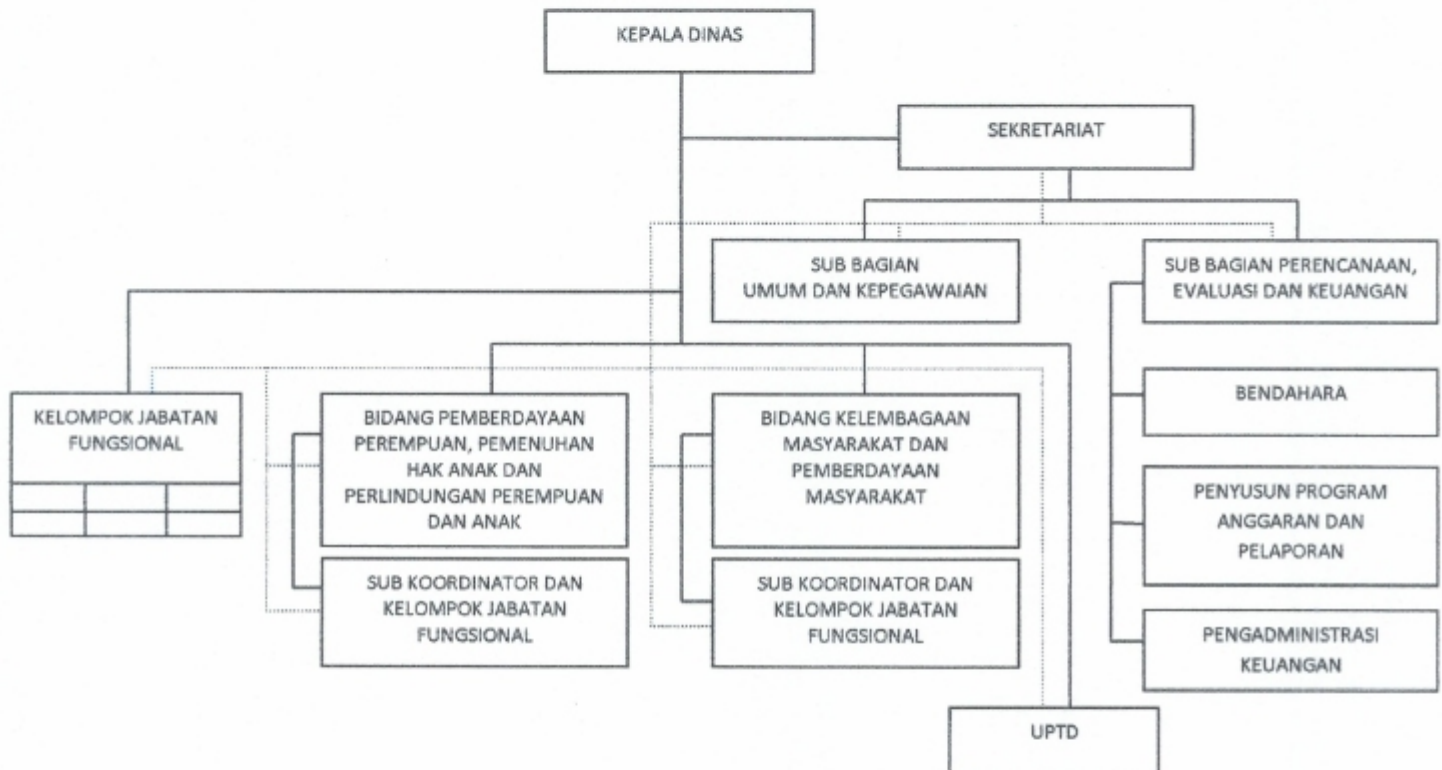 KEPALA DINAS
SEKRETARIAT
SUB BAGIAN
UMUM DAN KEPEGAWAIAN
SUB BAGIAN PERENCANAAN,
EVALUASI DAN KEUANGAN
KELOMPOK JABATAN
FUNGSIONAL
BIDANG PEMBERDAYAAN
PEREMPUAN, PEMENUHAN
HAK ANAK DAN
PERLINDUNGAN PEREMPUAN
DAN ANAK
BIDANG KELEMBAGAAN
MASYARAKAT DAN
PEMBERDAYAAN
MASYARAKAT
BENDAHARA
PENYUSUN PROGRAM
ANGGARAN DAN
PELAPORAN
SUB KOORDINATOR DAN
KELOMPOK JABATAN
FUNGSIONAL
SUB KOORDINATOR DAN
KELOMPOK JABATAN
FUNGSIONAL
PENGADMINISTRASI
KEUANGAN
UPTD